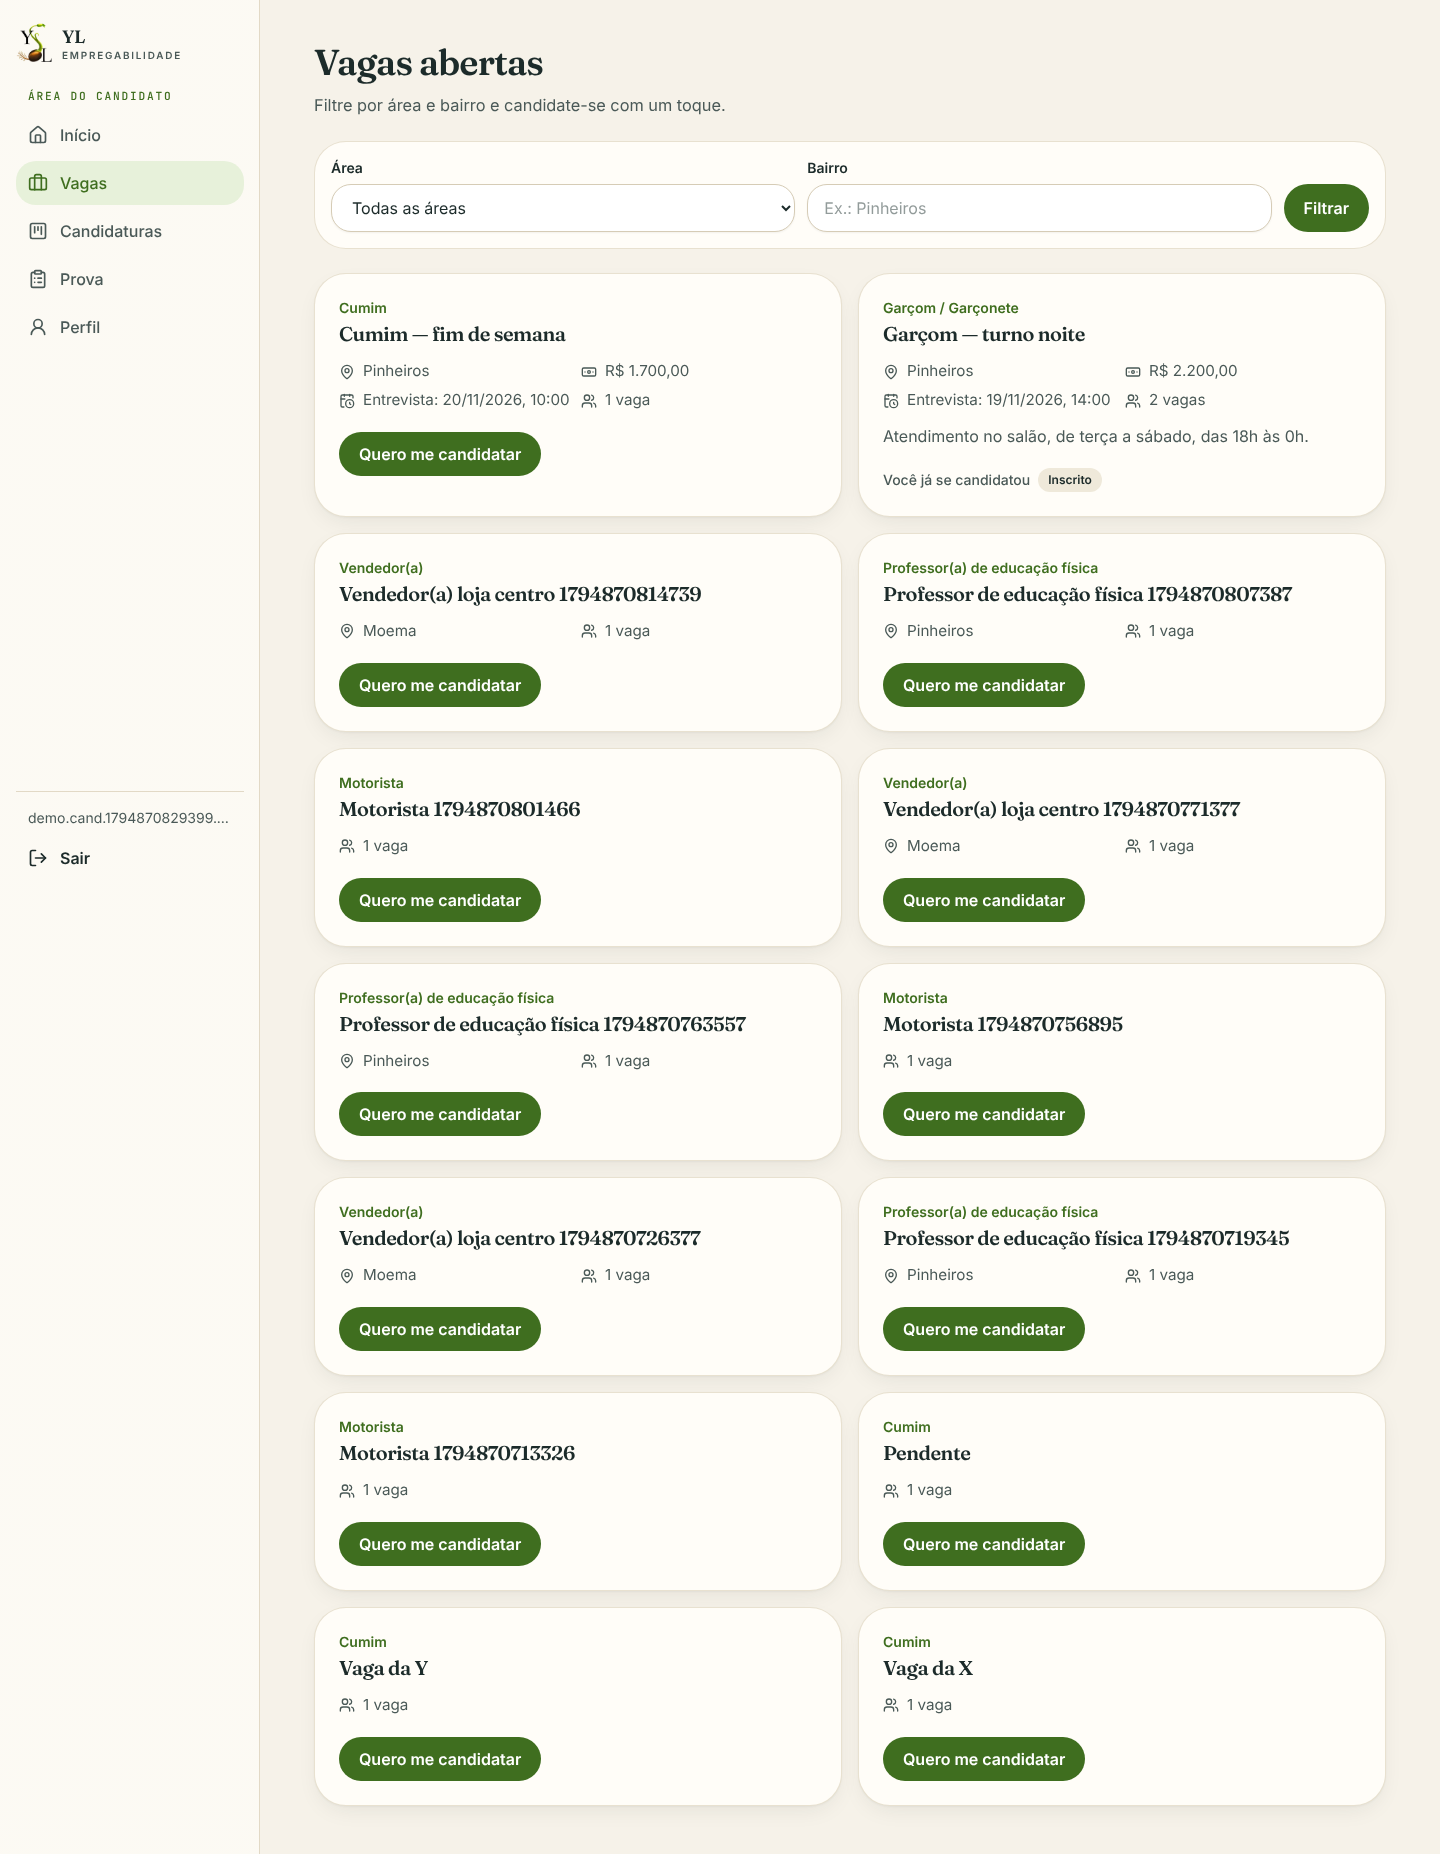 YL
YL
EMPREGABILIDADE
ÁREA DO CANDIDATO
Início
Vagas
Candidaturas
Prova
Perfil
demo.cand.1794870829399....
Sair
Vagas abertas
Filtre por área e bairro e candidate-se com um toque.
Área
Bairro
Todas as áreas
Ex.: Pinheiros
Filtrar
Cumim
Cumim — fim de semana
Pinheiros
R$ 1.700,00
Entrevista: 20/11/2026, 10:00
1 vaga
Quero me candidatar
Garçom / Garçonete
Garçom — turno noite
Pinheiros
R$ 2.200,00
Entrevista: 19/11/2026, 14:00
2 vagas
Atendimento no salão, de terça a sábado, das 18h às 0h.
Você já se candidatou
Inscrito
Vendedor(a)
Vendedor(a) loja centro 1794870814739
Moema
1 vaga
Quero me candidatar
Professor(a) de educação física
Professor de educação física 1794870807387
Pinheiros
1 vaga
Quero me candidatar
Motorista
Motorista 1794870801466
1 vaga
Quero me candidatar
Vendedor(a)
Vendedor(a) loja centro 1794870771377
Moema
1 vaga
Quero me candidatar
Professor(a) de educação física
Professor de educação física 1794870763557
Pinheiros
1 vaga
Quero me candidatar
Motorista
Motorista 1794870756895
1 vaga
Quero me candidatar
Vendedor(a)
Vendedor(a) loja centro 1794870726377
Moema
1 vaga
Quero me candidatar
Professor(a) de educação física
Professor de educação física 1794870719345
Pinheiros
1 vaga
Quero me candidatar
Motorista
Motorista 1794870713326
1 vaga
Quero me candidatar
Cumim
Pendente
1 vaga
Quero me candidatar
Cumim
Vaga da Y
1 vaga
Quero me candidatar
Cumim
Vaga da X
1 vaga
Quero me candidatar